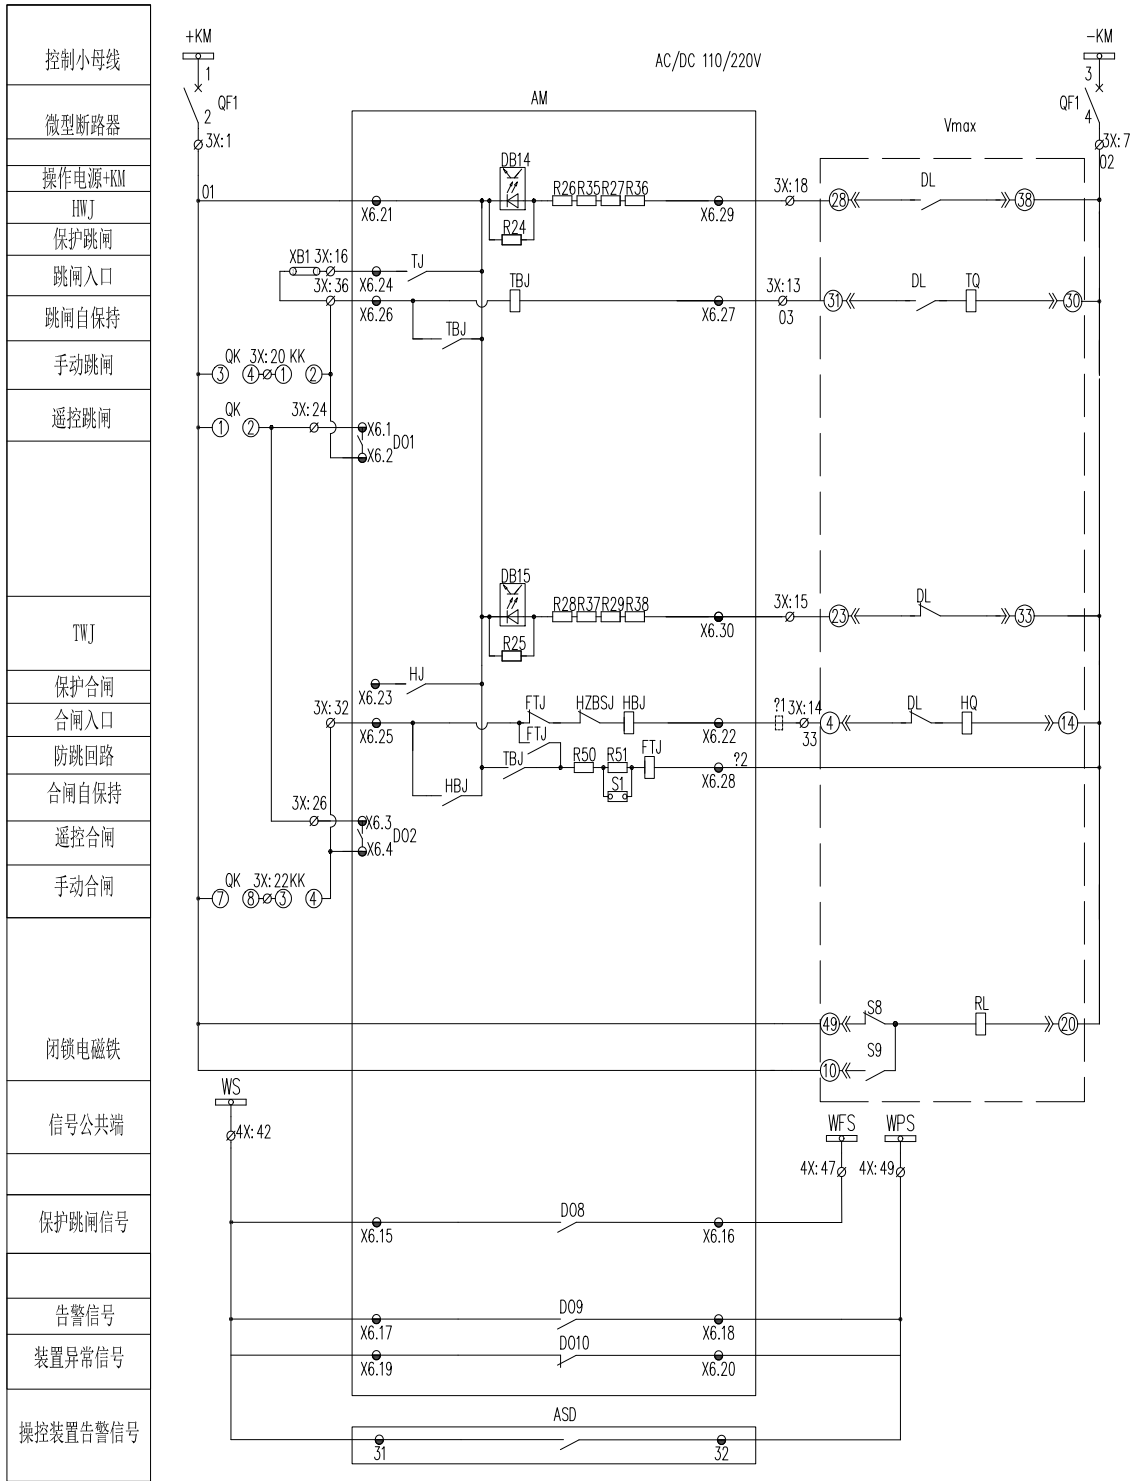 控制小母线
+KM
1
AC/DC 110/220V
-KM
3
微型断路器
QF1
2
3X:1
AM
Vmax
QF1
4
3X:7
02
操作电源+KM
HWJ
01
X6.21
DB14
R24
R26 R35 R27 R36
X6.29
3X:18
28
DL
38
保护跳闸
跳闸入口
XB1 3X:16
X6.24
TJ
3X:36
X6.26
TBJ
X6.27
3X:13
03
31
DL
TQ
30
跳闸自保持
TBJ
手动跳闸
QK 3X:20 KK
3 4 1 2
遥控跳闸
QK
1 2
3X:24
X6.1
DO1
X6.2
TWJ
DB15
R25
R28 R37 R29 R38
X6.30
3X:15
23
DL
33
保护合闸
X6.23
HJ
合闸入口
3X:32
X6.25
FTJ
HZBSJ
HBJ
X6.22
?1
3X:14
33
4
DL
HQ
14
防跳回路
FTJ
TBJ
R50
R51
S1
FTJ
X6.28
?2
合闸自保持
HBJ
遥控合闸
3X:26
X6.3
DO2
X6.4
手动合闸
QK 3X:22 KK
7 8 3 4
闭锁电磁铁
49
S8
RL
20
10
S9
信号公共端
WS
4X:42
WFS
4X:47
WPS
4X:49
保护跳闸信号
X6.15
DO8
X6.16
告警信号
X6.17
DO9
X6.18
装置异常信号
X6.19
DO10
X6.20
操控装置告警信号
ASD
31
32